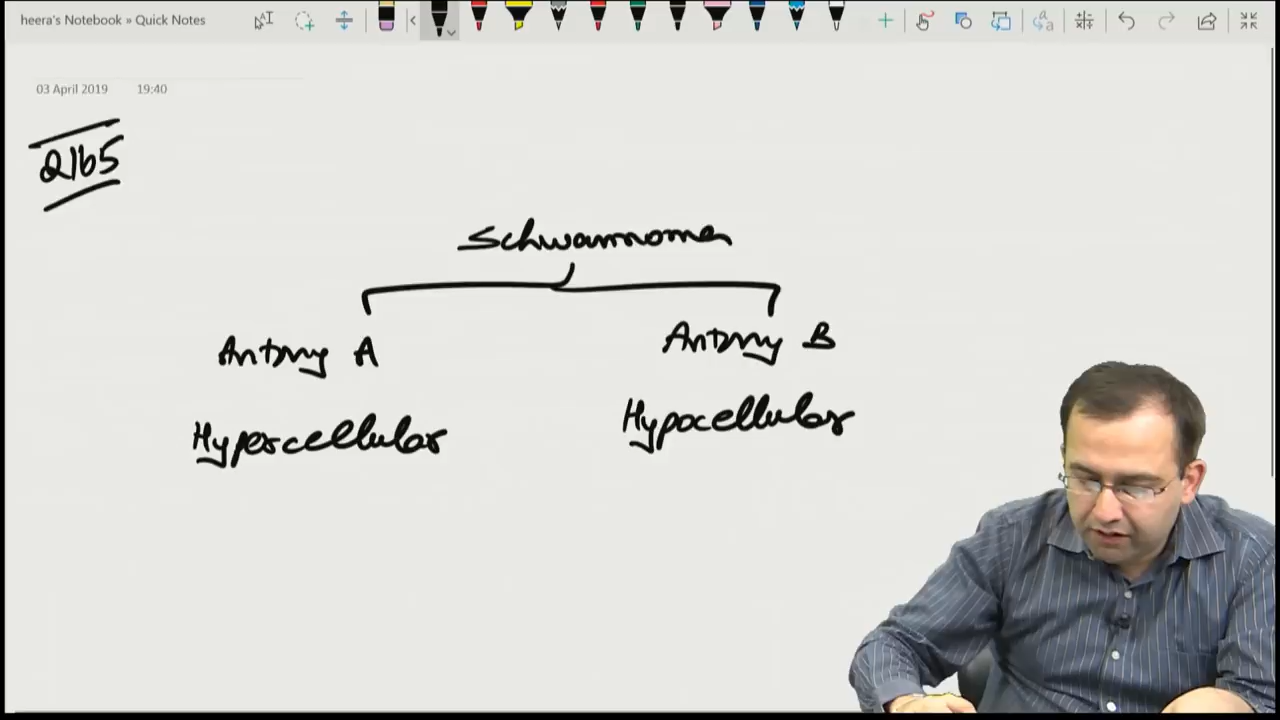 heera's Notebook » Quick Notes
03 April 2019 19:40
Q165
Schwannoma
Antony A Antony B
Hypercellular Hypocellular